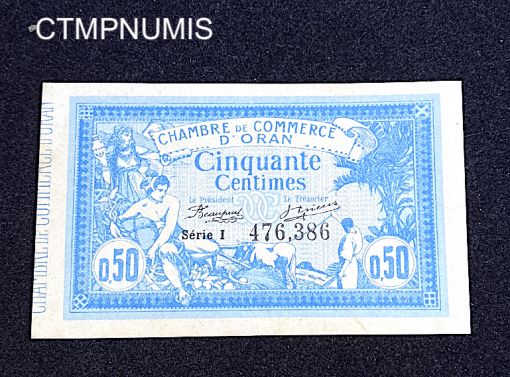 CTMPNUMIS
CHAMBRE DE COMMERCE
D'ORAN
Cinquante
Centimes
Le Président Le Trésorier
Série I 476,386
0,50 0,50